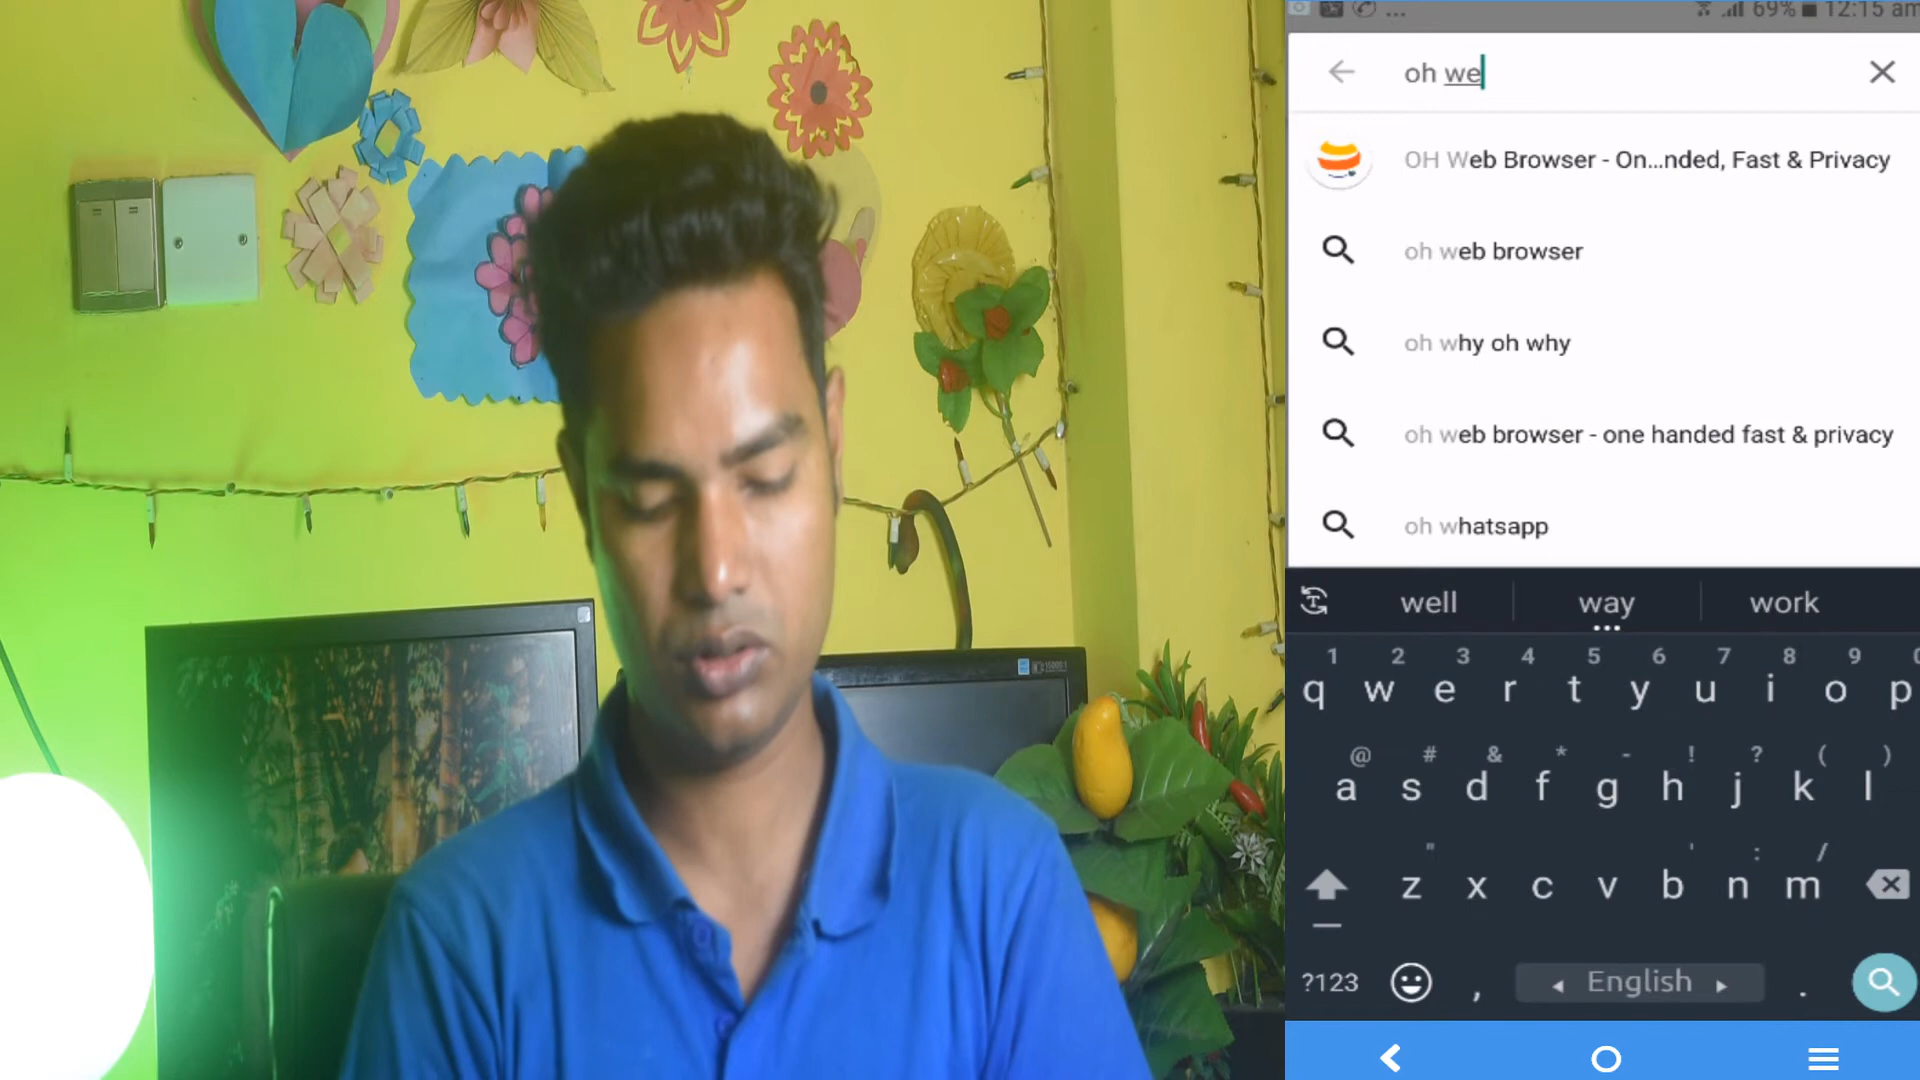 ... 69% 12:15 am
oh we
OH Web Browser - On...nded, Fast & Privacy
oh web browser
oh why oh why
oh web browser - one handed fast & privacy
oh whatsapp
well way work
1 2 3 4 5 6 7 8 9
q w e r t y u i o p
@ # & * - ! ? ( )
a s d f g h j k l
" ' : /
z x c v b n m
?123 , English .